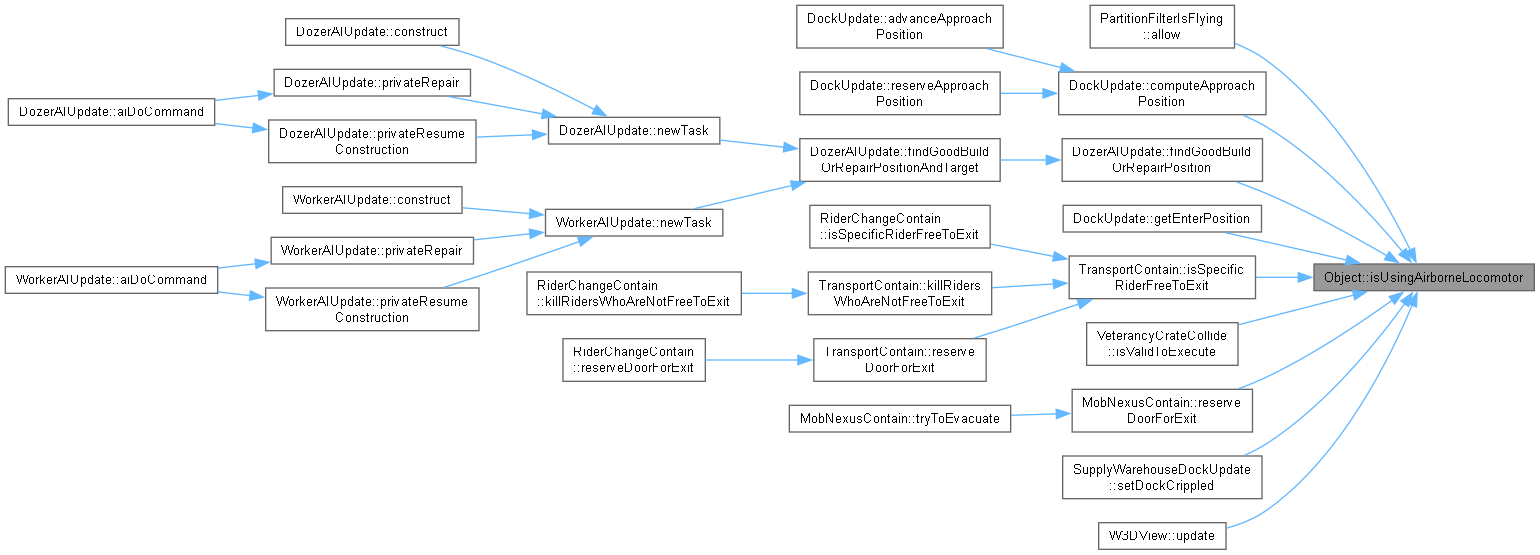 DozerAIUpdate::aiDoCommand
WorkerAIUpdate::aiDoCommand
DozerAIUpdate::construct
DozerAIUpdate::privateRepair
DozerAIUpdate::privateResume
Construction
WorkerAIUpdate::construct
WorkerAIUpdate::privateRepair
WorkerAIUpdate::privateResume
Construction
DozerAIUpdate::newTask
WorkerAIUpdate::newTask
RiderChangeContain
::killRidersWhoAreNotFreeToExit
RiderChangeContain
::reserveDoorForExit
DockUpdate::advanceApproach
Position
DockUpdate::reserveApproach
Position
DozerAIUpdate::findGoodBuild
OrRepairPositionAndTarget
RiderChangeContain
::isSpecificRiderFreeToExit
TransportContain::killRiders
WhoAreNotFreeToExit
TransportContain::reserve
DoorForExit
MobNexusContain::tryToEvacuate
PartitionFilterIsFlying
::allow
DockUpdate::computeApproach
Position
DozerAIUpdate::findGoodBuild
OrRepairPosition
DockUpdate::getEnterPosition
TransportContain::isSpecific
RiderFreeToExit
VeterancyCrateCollide
::isValidToExecute
MobNexusContain::reserve
DoorForExit
SupplyWarehouseDockUpdate
::setDockCrippled
W3DView::update
Object::isUsingAirborneLocomotor